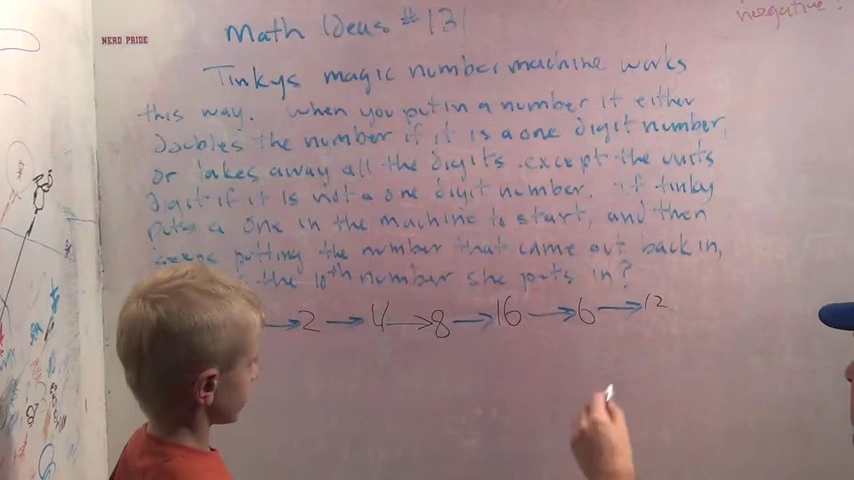 negative!
Math Ideas #131
NERD PRIDE
Tinkys magic number machine works
this way. When you put in a number it either
doubles the number if it is a one digit number,
or takes away all the digits except the units
digit if it is not a one digit number. if tinky
puts a one in the machine to start, and then
keeps putting the number that came out back in,
the 10th number she puts in?
→ 2 → 4 → 8 → 16 → 6 → 12